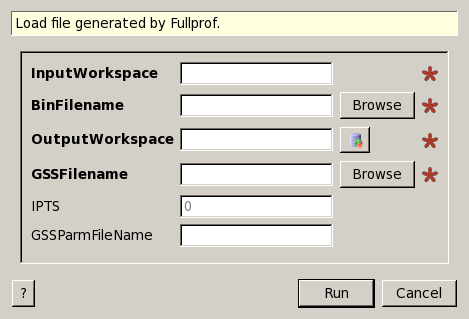 Load file generated by Fullprof.
InputWorkspace
BinFilename Browse
OutputWorkspace
GSSFilename Browse
IPTS 0
GSSParmFileName
? Run Cancel